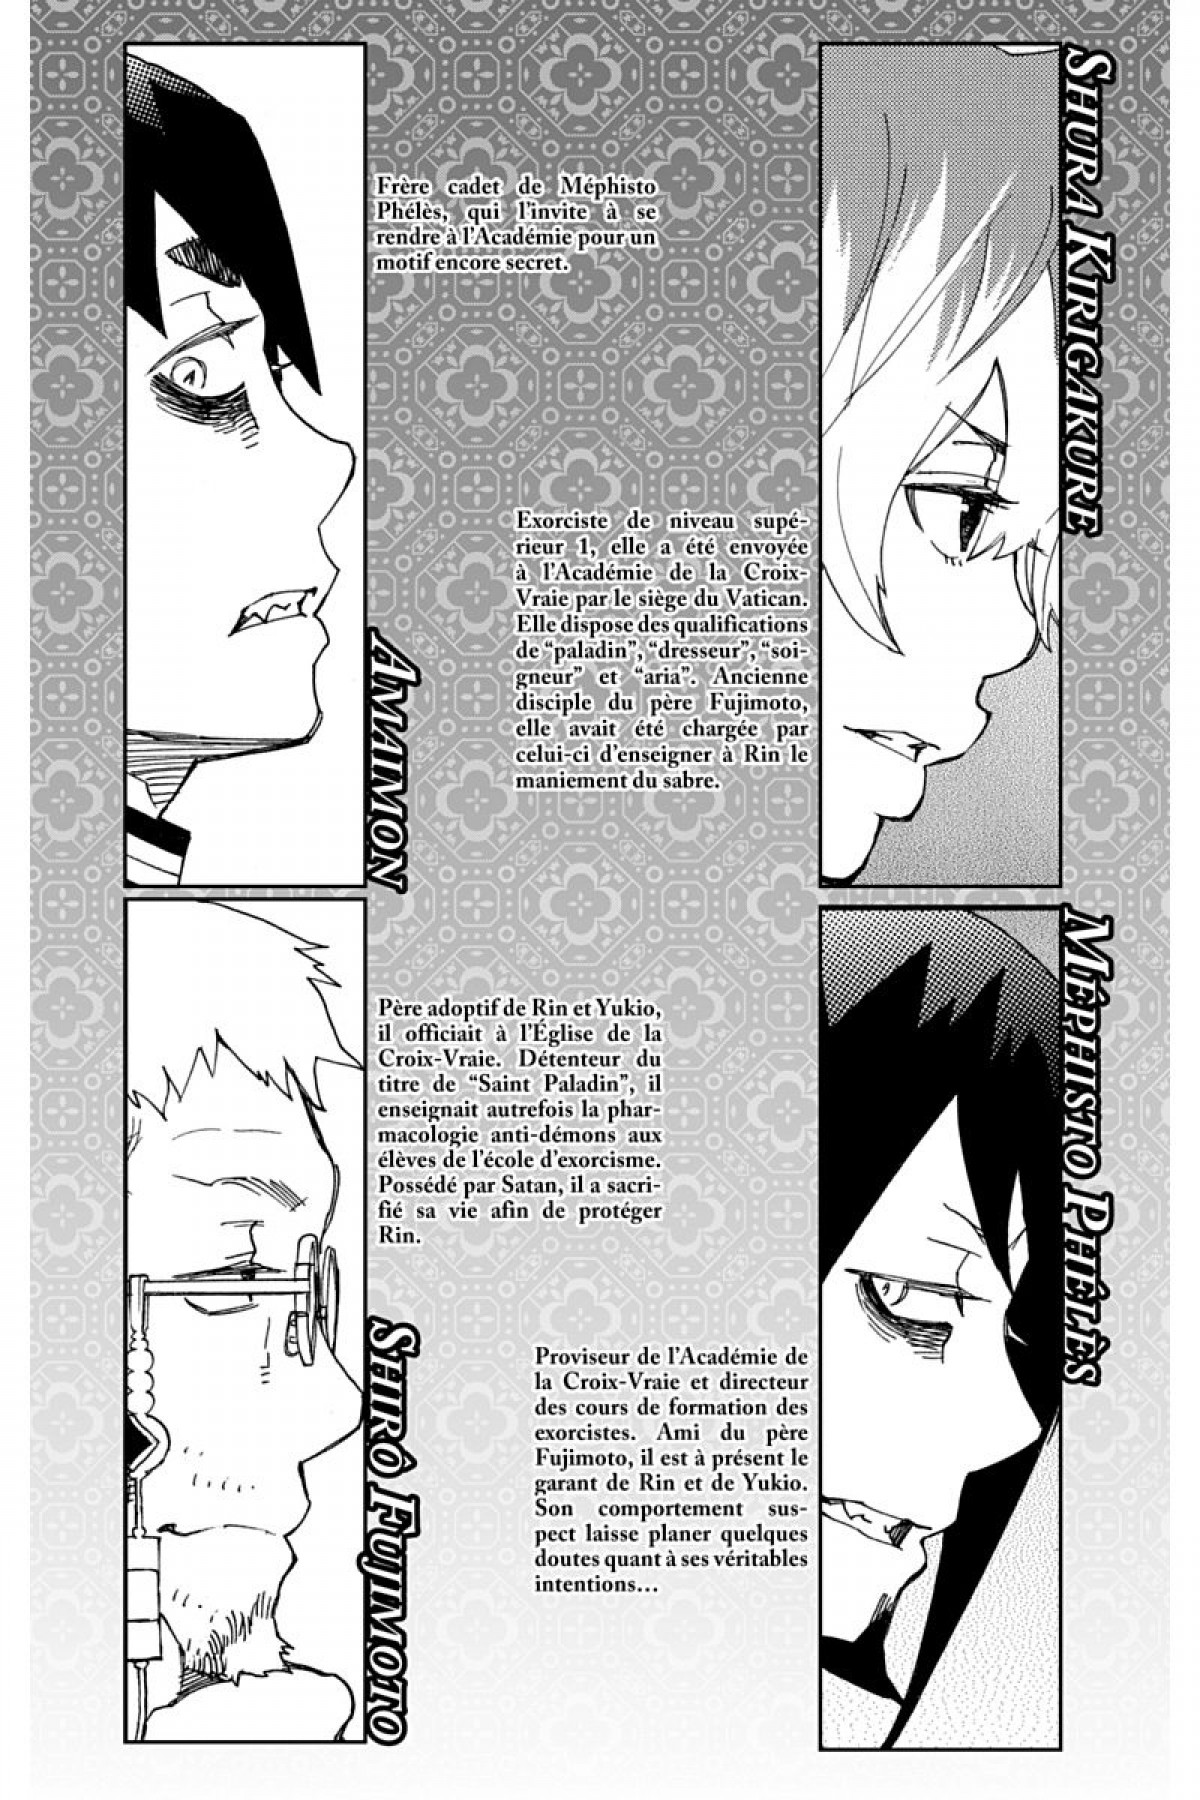 SHURA KIRIGAKURE
Exorciste de niveau supé-
rieur 1, elle a été envoyée
à l'Académie de la Croix-
Vraie par le siège du Vatican.
Elle dispose des qualifications
de “paladin”, “dresseur”, “soi-
gneur” et “aria”. Ancienne
disciple du père Fujimoto,
elle avait été chargée par
celui-ci d'enseigner à Rin le
maniement du sabre.
AMAIMON
Frère cadet de Méphisto
Phélès, qui l'invite à se
rendre à l'Académie pour un
motif encore secret.
MÉPHISTO PHÉLÈS
Proviseur de l'Académie de
la Croix-Vraie et directeur
des cours de formation des
exorcistes. Ami du père
Fujimoto, il est à présent le
garant de Rin et de Yukio.
Son comportement sus-
pect laisse planer quelques
doutes quant à ses véritables
intentions…
SHIRÔ FUJIMOTO
Père adoptif de Rin et Yukio,
il officiait à l'Église de la
Croix-Vraie. Détenteur du
titre de “Saint Paladin”, il
enseignait autrefois la phar-
macologie anti-démons aux
élèves de l'école d'exorcisme.
Possédé par Satan, il a sacri-
fié sa vie afin de protéger
Rin.